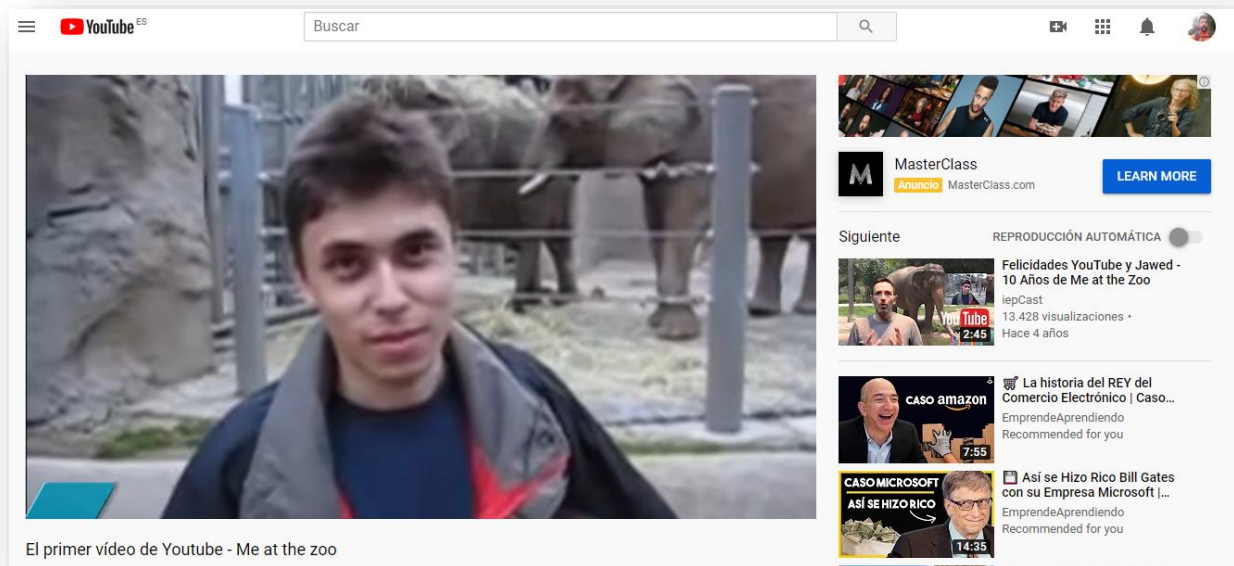 YouTube ES
Buscar
MasterClass
Anuncio MasterClass.com
LEARN MORE
Siguiente
REPRODUCCIÓN AUTOMÁTICA
Felicidades YouTube y Jawed -
10 Años de Me at the Zoo
iepCast
13.428 visualizaciones •
Hace 4 años
You Tube
2:45
CASO amazon
7:55
La historia del REY del
Comercio Electrónico | Caso...
EmprendeAprendiendo
Recommended for you
CASO MICROSOFT
ASÍ SE HIZO RICO
14:35
Así se Hizo Rico Bill Gates
con su Empresa Microsoft |...
EmprendeAprendiendo
Recommended for you
El primer vídeo de Youtube - Me at the zoo